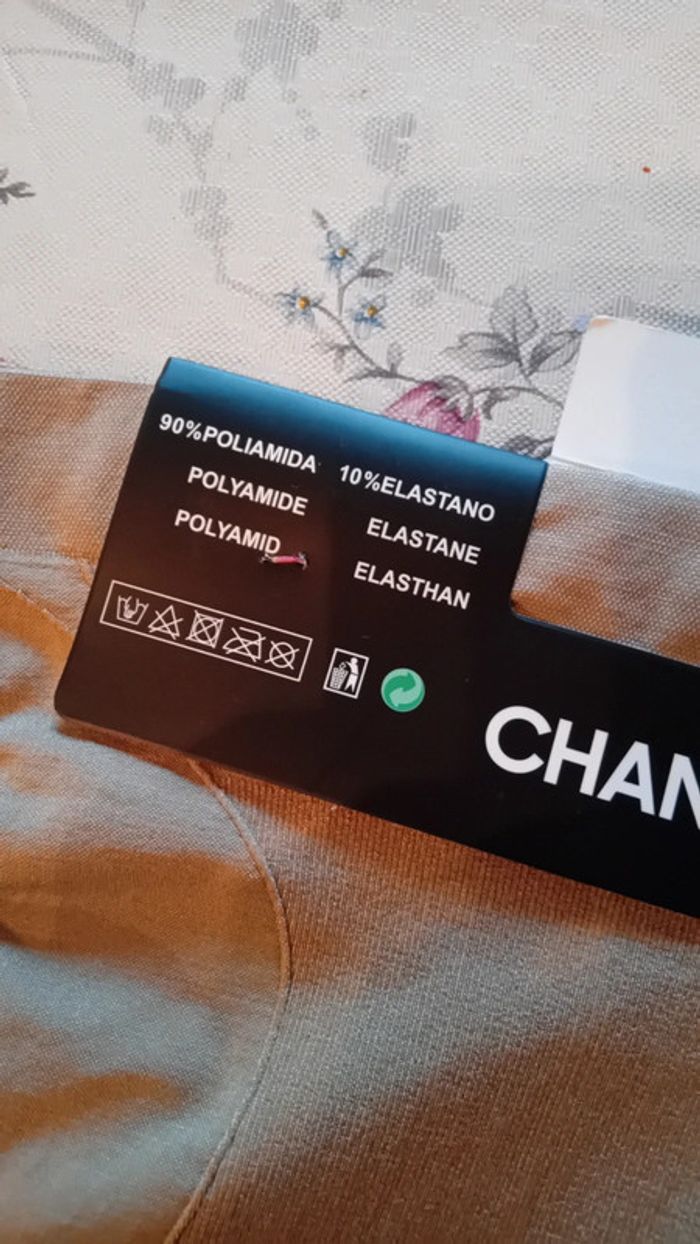 90%POLIAMIDA 10%ELASTANO
POLYAMIDE ELASTANE
POLYAMID ELASTHAN
CHAN